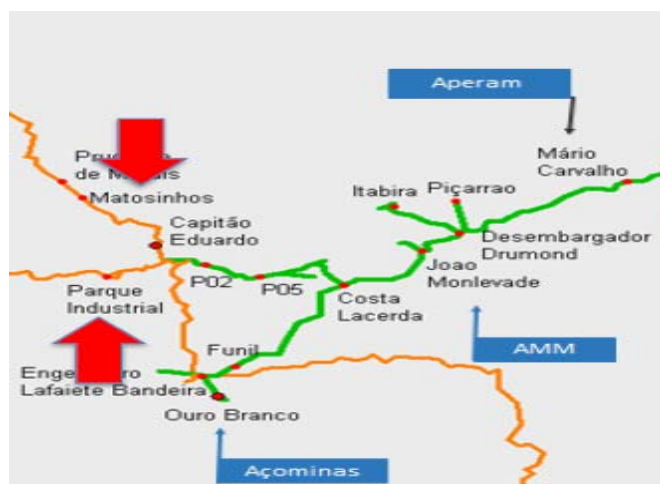 Aperam
Mário
Carvalho
de
Matosinhos
Itabira
Piçarrao
Capitão
Eduardo
Desembargador
Drumond
P02
P05
Joao
Monlevade
Parque
Industrial
Costa
Lacerda
Funil
AMM
Lafaiete Bandeira
Ouro Branco
Açominas